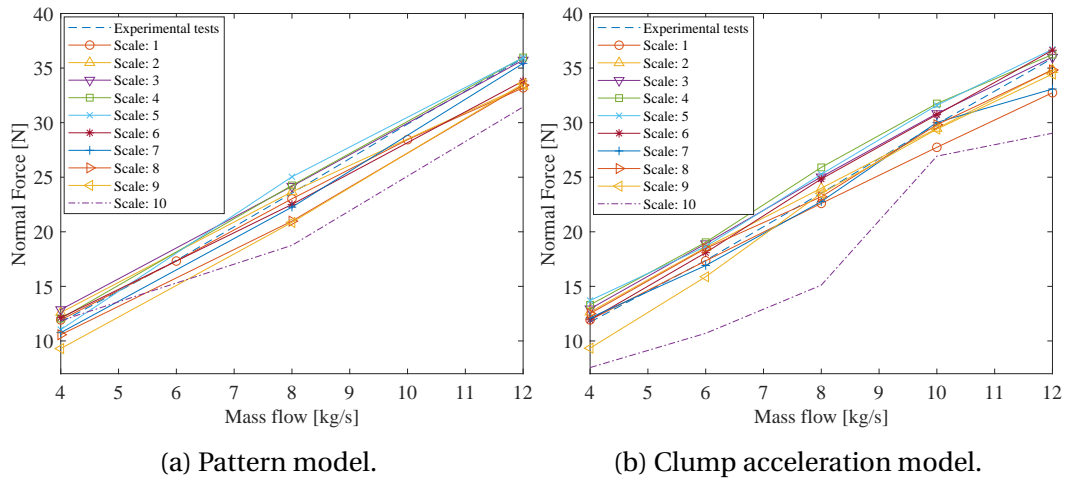 40
35
30
25
20
15
10
Normal Force [N]
Experimental tests
Scale: 1
Scale: 2
Scale: 3
Scale: 4
Scale: 5
Scale: 6
Scale: 7
Scale: 8
Scale: 9
Scale: 10
4 5 6 7 8 9 10 11 12
Mass flow [kg/s]
(a) Pattern model.
40
35
30
25
20
15
10
Normal Force [N]
Experimental tests
Scale: 1
Scale: 2
Scale: 3
Scale: 4
Scale: 5
Scale: 6
Scale: 7
Scale: 8
Scale: 9
Scale: 10
4 5 6 7 8 9 10 11 12
Mass flow [kg/s]
(b) Clump acceleration model.